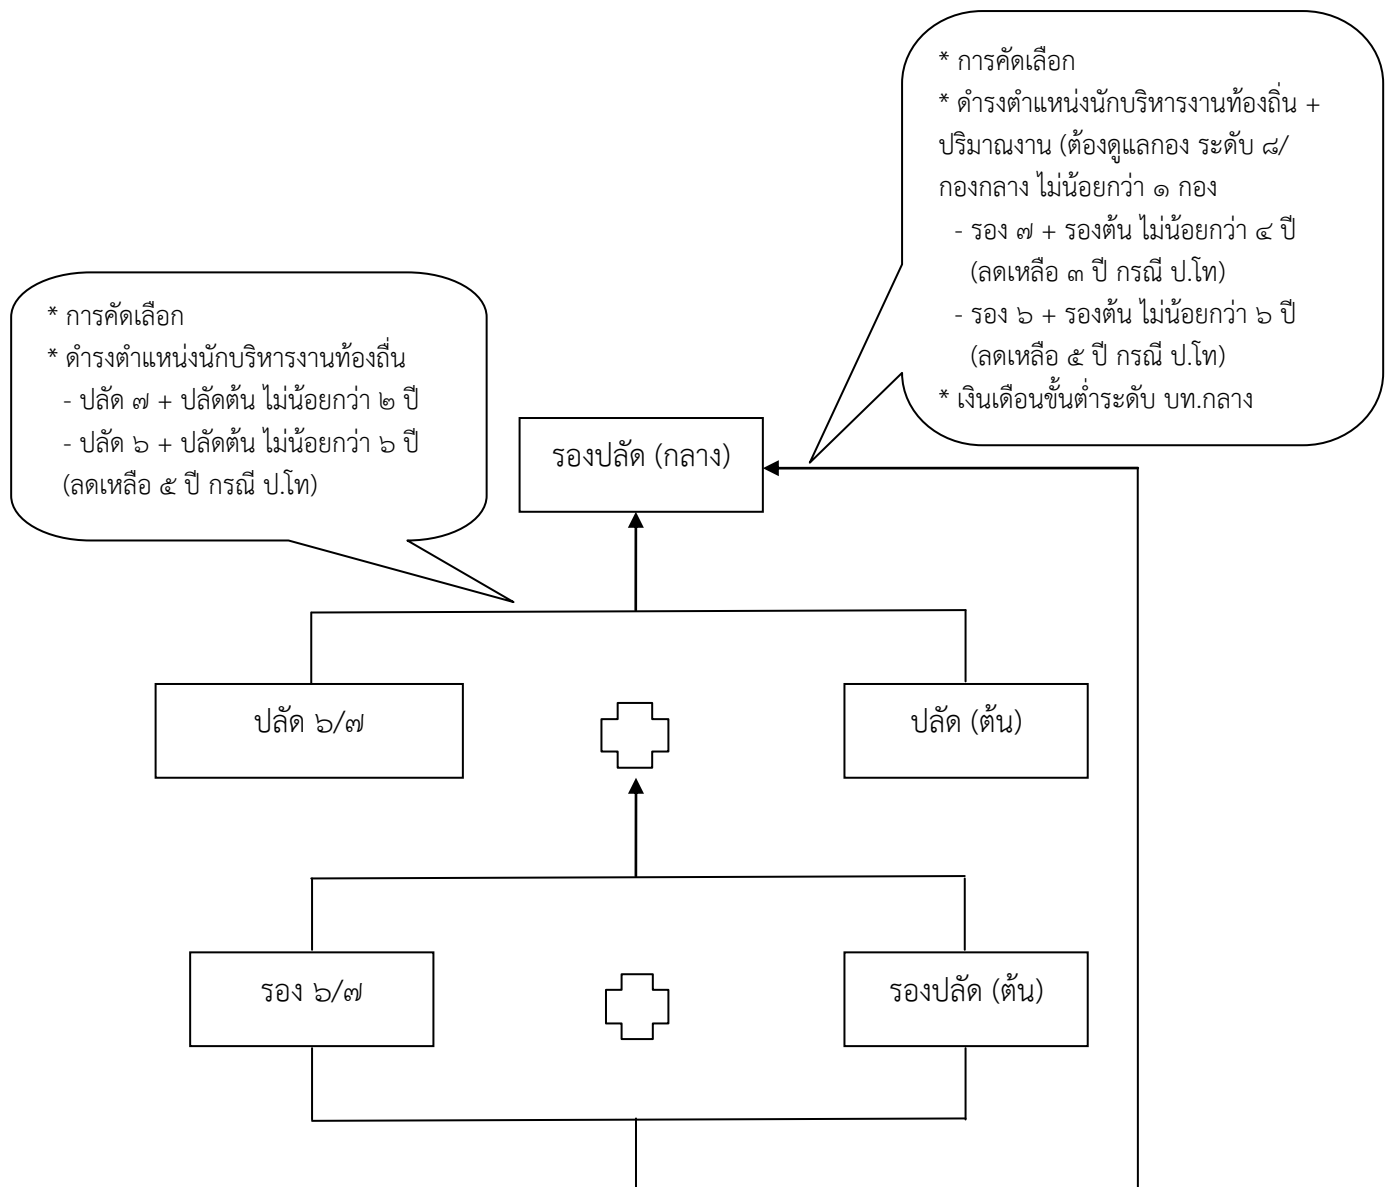 * การคัดเลือก
* ดำรงตำแหน่งนักบริหารงานท้องถิ่น +
ปริมาณงาน (ต้องดูแลกอง ระดับ ๘/
กองกลาง ไม่น้อยกว่า ๑ กอง
- รอง ๗ + รองต้น ไม่น้อยกว่า ๔ ปี
(ลดเหลือ ๓ ปี กรณี ป.โท)
- รอง ๖ + รองต้น ไม่น้อยกว่า ๖ ปี
(ลดเหลือ ๕ ปี กรณี ป.โท)
* เงินเดือนขั้นต่ำระดับ บท.กลาง
* การคัดเลือก
* ดำรงตำแหน่งนักบริหารงานท้องถิ่น
- ปลัด ๗ + ปลัดต้น ไม่น้อยกว่า ๒ ปี
- ปลัด ๖ + ปลัดต้น ไม่น้อยกว่า ๖ ปี
(ลดเหลือ ๕ ปี กรณี ป.โท)
รองปลัด (กลาง)
ปลัด ๖/๗
ปลัด (ต้น)
รอง ๖/๗
รองปลัด (ต้น)